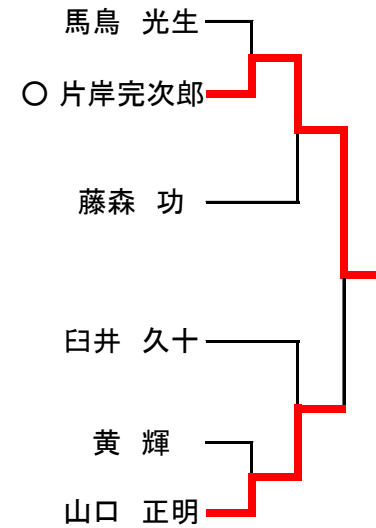 馬鳥 光生
○ 片岸完次郎
藤森 功
臼井 久十
黄 輝
山口 正明